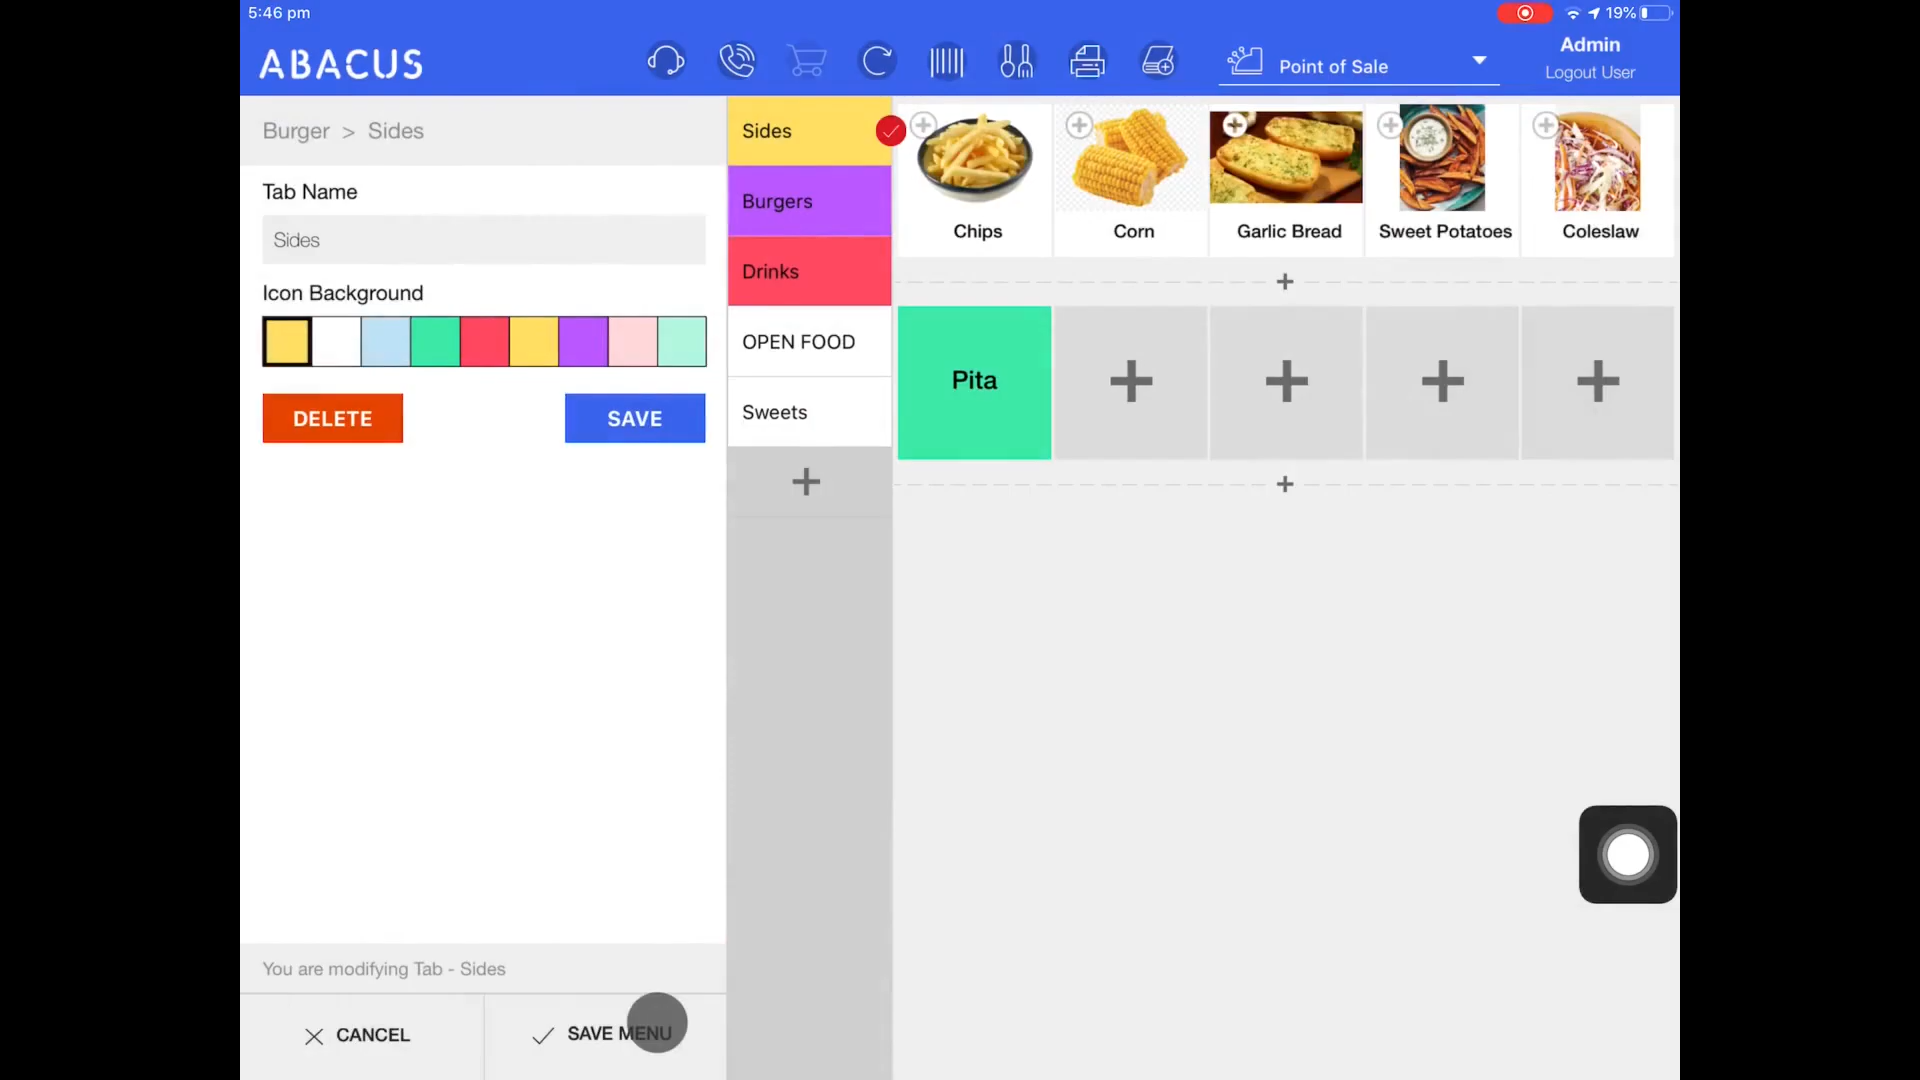 5:46 pm
19%
ABACUS
Point of Sale
Admin
Logout User
Burger > Sides
Tab Name
Sides
Icon Background
DELETE
SAVE
Sides
Burgers
Drinks
OPEN FOOD
Sweets
Chips
Corn
Garlic Bread
Sweet Potatoes
Coleslaw
Pita
You are modifying Tab - Sides
CANCEL
SAVE MENU